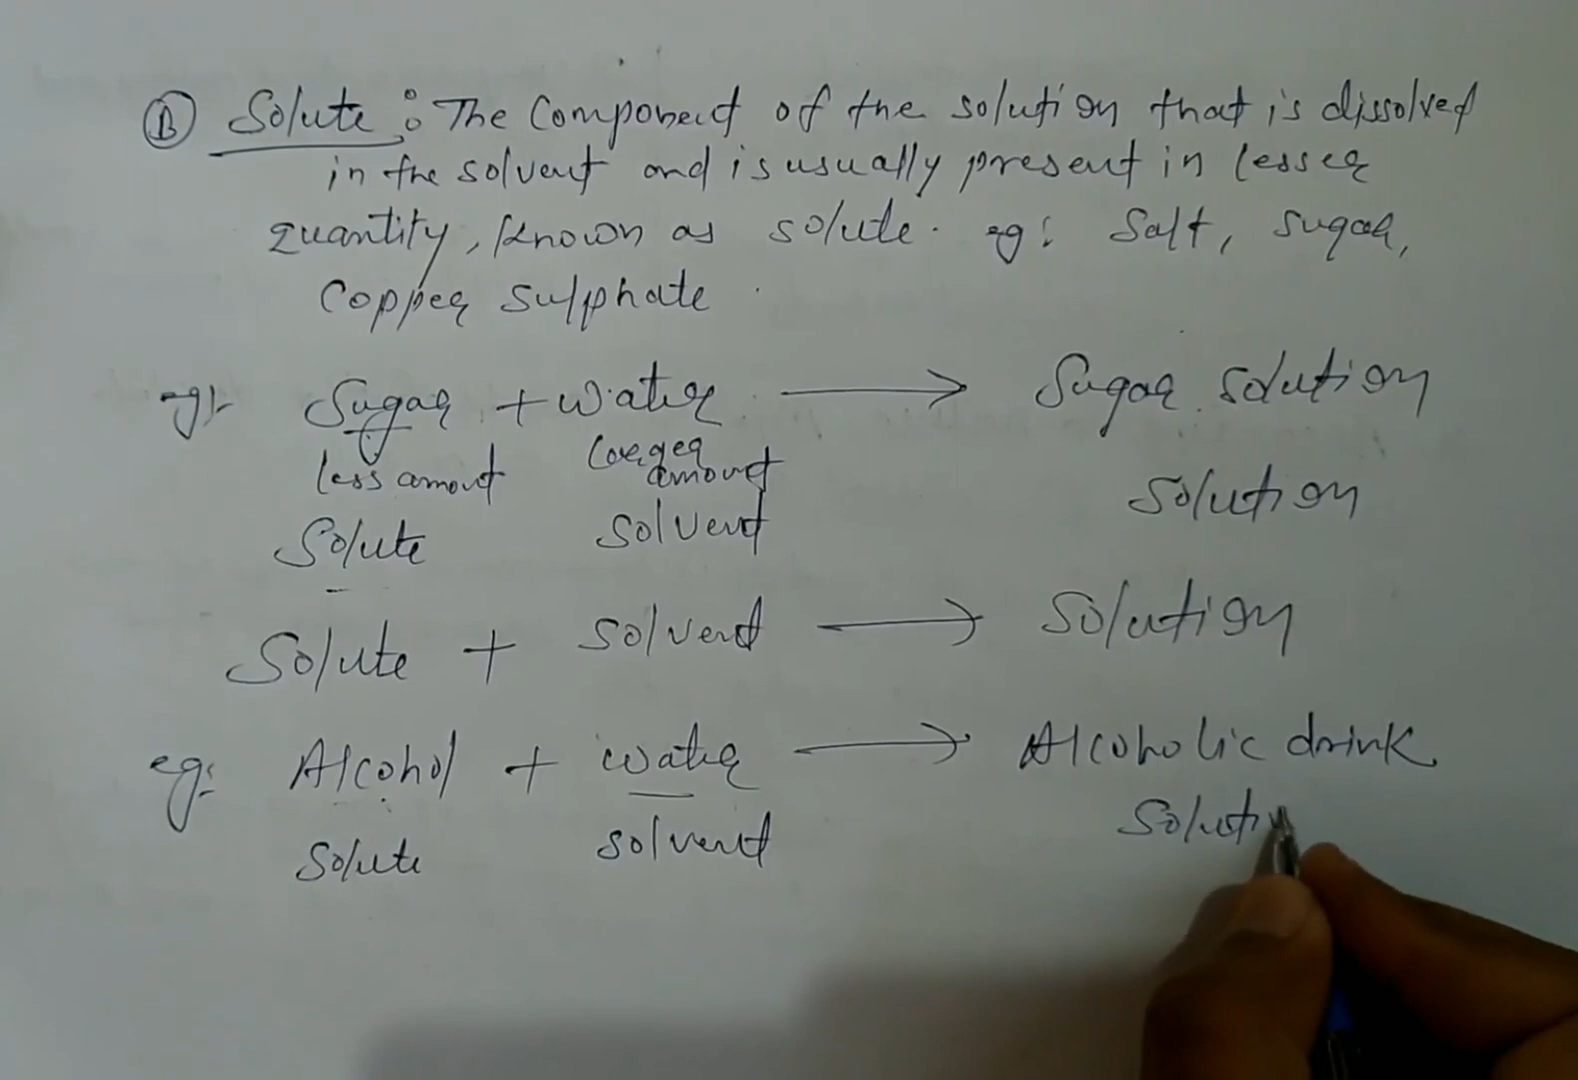 (B) Solute : The component of the solution that is dissolved
in the solvent and is usually present in lesser
quantity, known as solute. eg: Salt, sugar,
Copper sulphate.
eg:- Sugar + water → Sugar solution
less amount larger amount
Solute solvent solution
Solute + solvent → Solution
eg: Alcohol + water → Alcoholic drink
Solute solvent Soluti